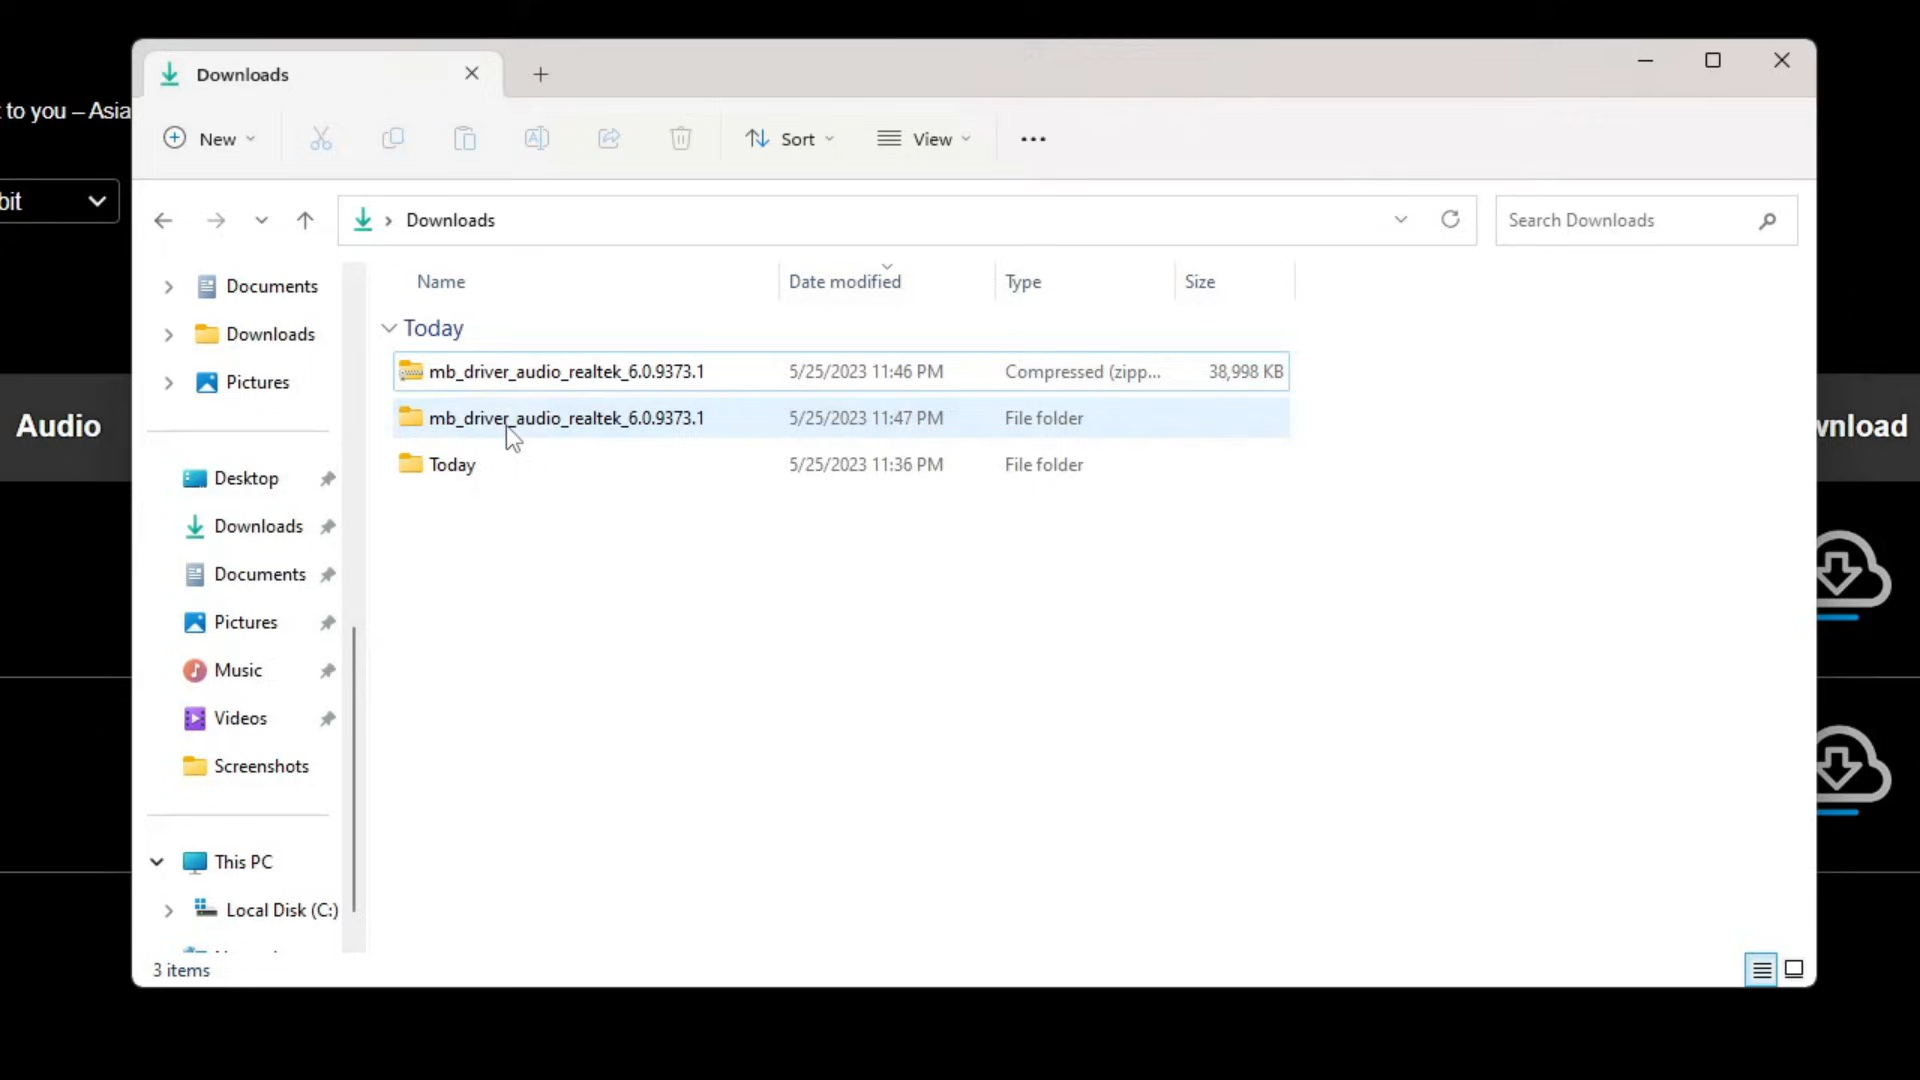 Downloads
to you – Asia
New
Sort
View
bit
Downloads
Search Downloads
Name
Date modified
Type
Size
Documents
Downloads
Pictures
Today
mb_driver_audio_realtek_6.0.9373.1 5/25/2023 11:46 PM Compressed (zipp... 38,998 KB
mb_driver_audio_realtek_6.0.9373.1 5/25/2023 11:47 PM File folder
Today 5/25/2023 11:36 PM File folder
Audio
wnload
Desktop
Downloads
Documents
Pictures
Music
Videos
Screenshots
This PC
Local Disk (C:)
3 items